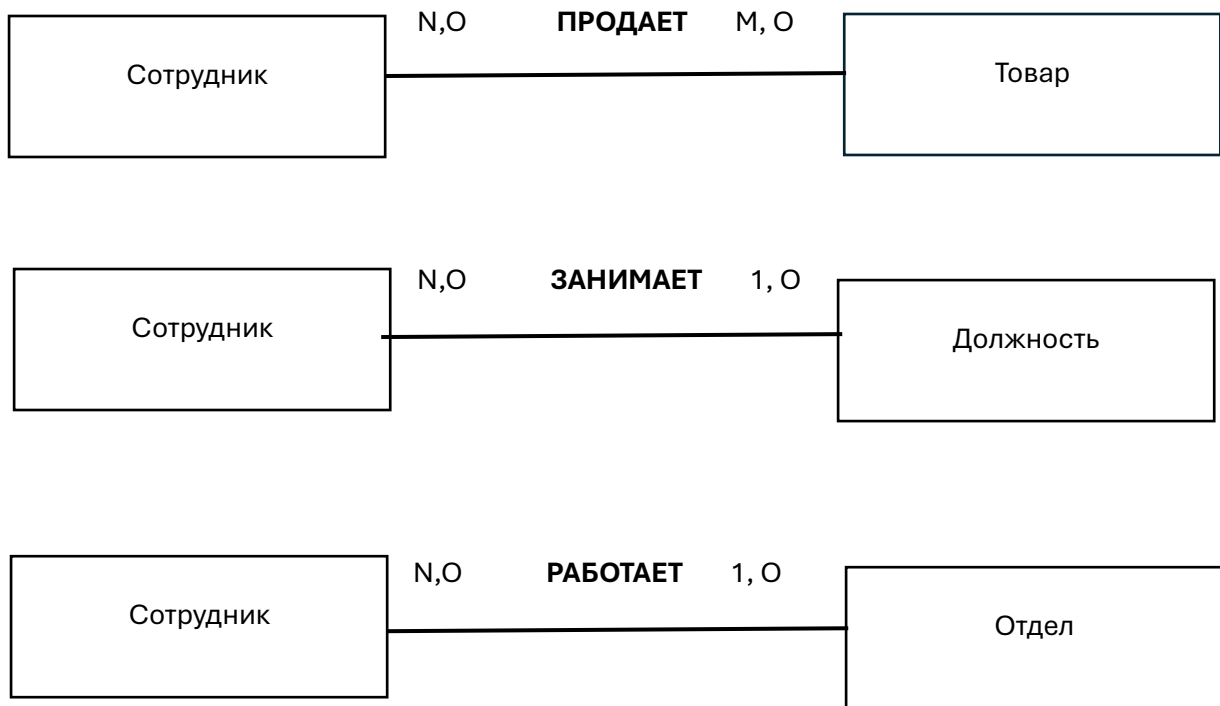 N,O ПРОДАЕТ M, O
Сотрудник Товар
N,O ЗАНИМАЕТ 1, O
Сотрудник Должность
N,O РАБОТАЕТ 1, O
Сотрудник Отдел